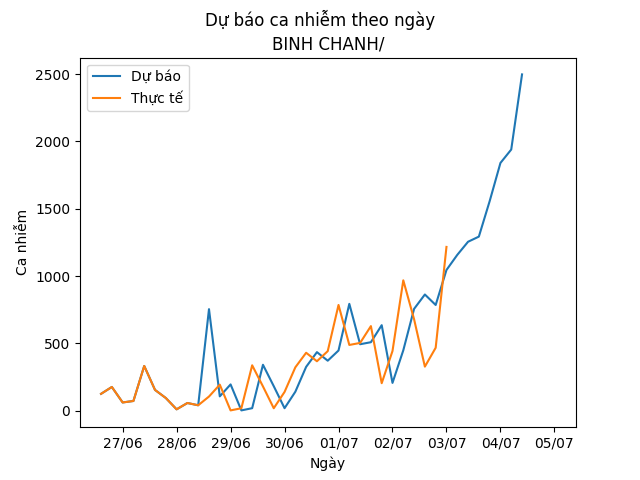 Dự báo ca nhiễm theo ngày
BINH CHANH/
Dự báo
Thực tế
2500
2000
1500
1000
500
0
Ca nhiễm
27/06 28/06 29/06 30/06 01/07 02/07 03/07 04/07 05/07
Ngày